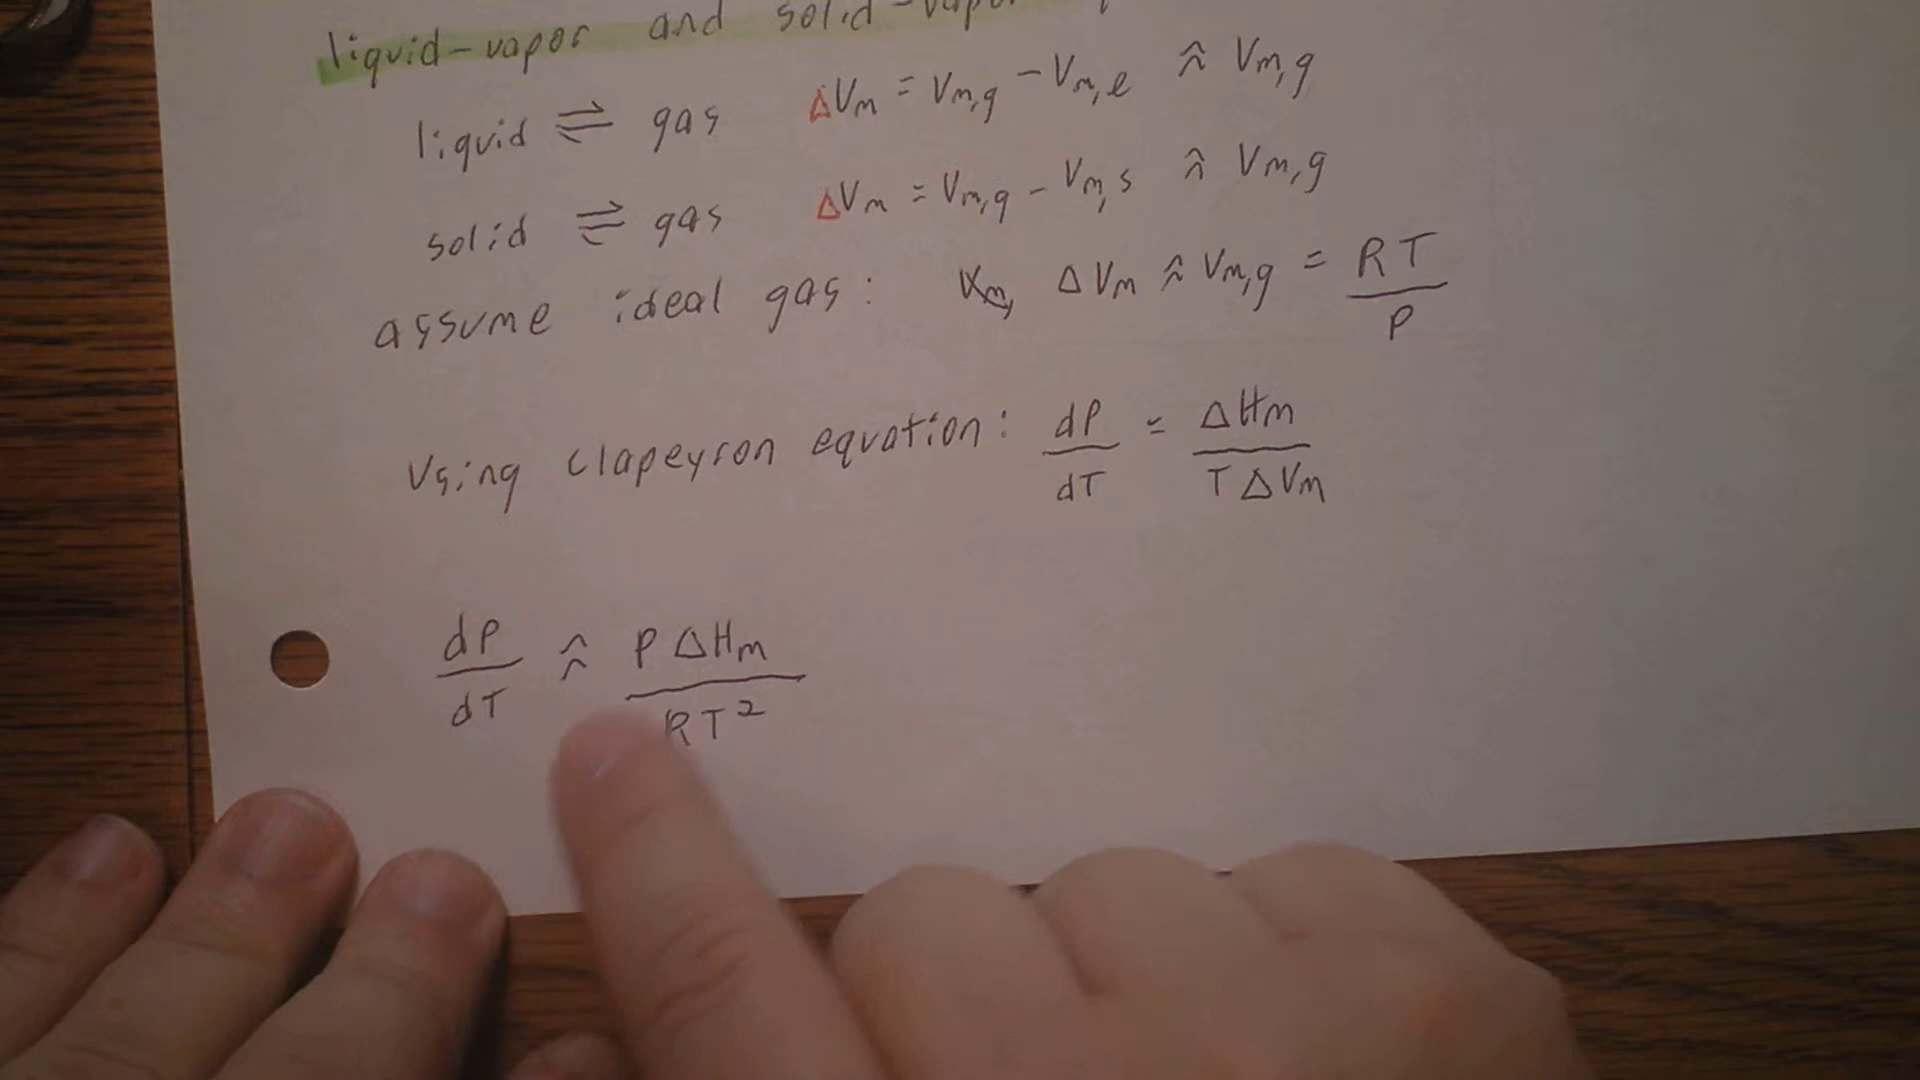 liquid-vapor and solid-vapor
liquid ⇌ gas ΔVm = Vm,g - Vm,l ≈ Vm,g
solid ⇌ gas ΔVm = Vm,g - Vm,s ≈ Vm,g
assume ideal gas: ΔVm ≈ Vm,g = RT/P
Using Clapeyron equation: dP/dT = ΔHm/TΔVm
dP/dT ≈ PΔHm/RT²